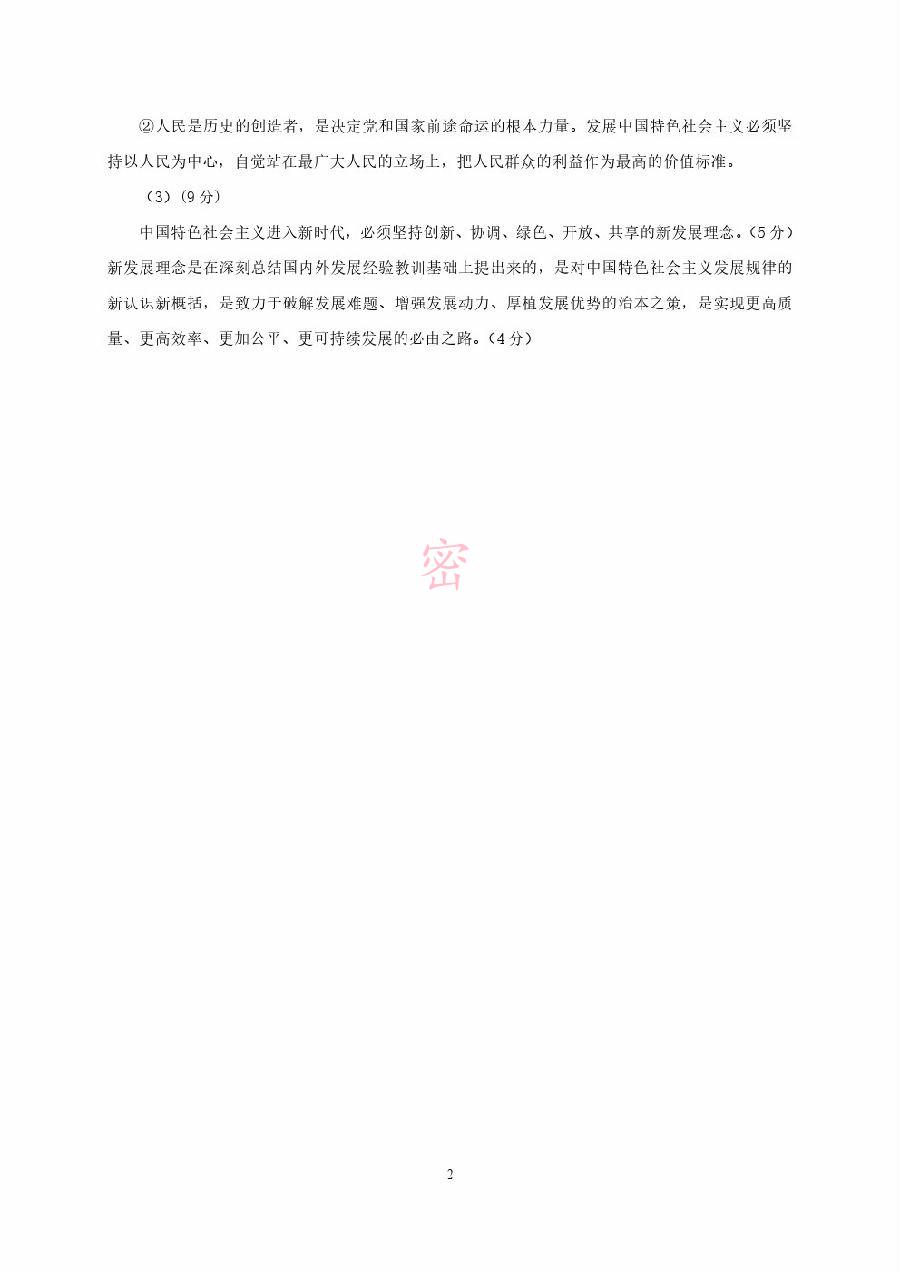 ②人民是历史的创造者，是决定党和国家前途命运的根本力量。发展中国特色社会主义必须坚
持以人民为中心，自觉站在最广大人民的立场上，把人民群众的利益作为最高的价值标准。
（3）（9 分）
中国特色社会主义进入新时代，必须坚持创新、协调、绿色、开放、共享的新发展理念。（5 分）
新发展理念是在深刻总结国内外发展经验教训基础上提出来的，是对中国特色社会主义发展规律的
新认识新概括，是致力于破解发展难题、增强发展动力、厚植发展优势的治本之策，是实现更高质
量、更高效率、更加公平、更可持续发展的必由之路。（4 分）
密
2